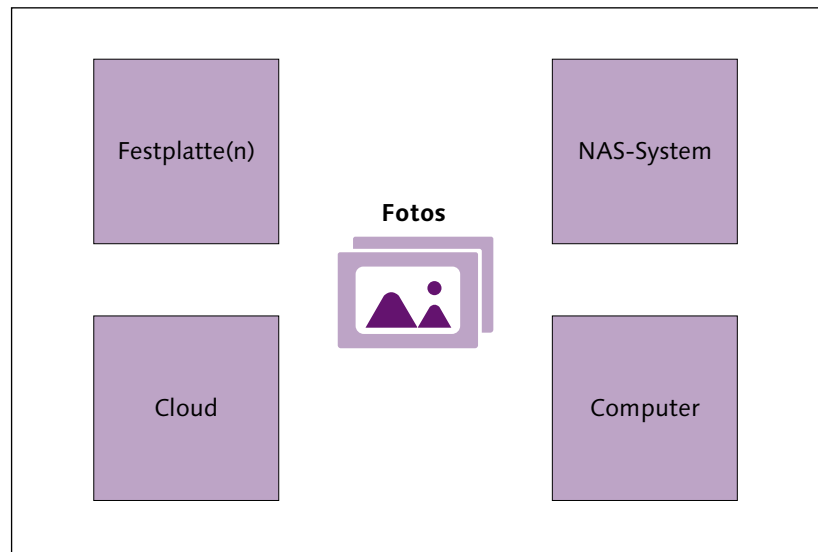 Festplatte(n)
NAS-System
Fotos
Cloud
Computer